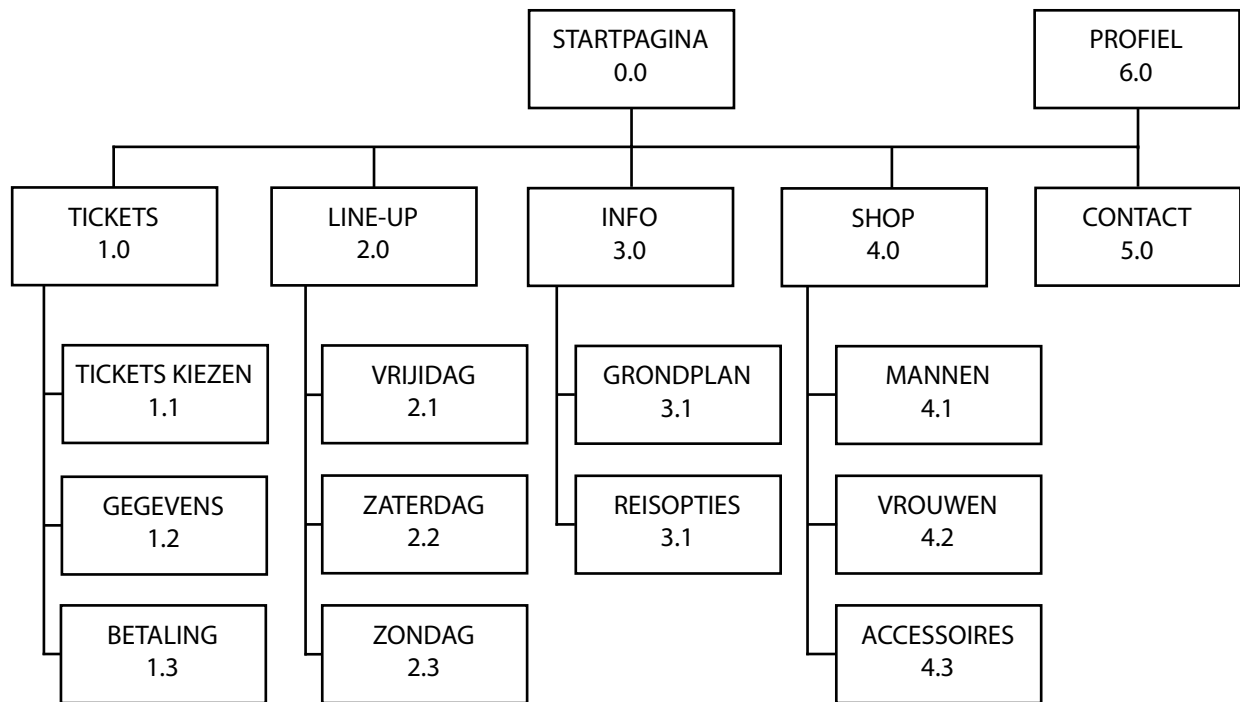 STARTPAGINA
0.0
PROFIEL
6.0
TICKETS
1.0
LINE-UP
2.0
INFO
3.0
SHOP
4.0
CONTACT
5.0
TICKETS KIEZEN
1.1
VRIJIDAG
2.1
GRONDPLAN
3.1
MANNEN
4.1
GEGEVENS
1.2
ZATERDAG
2.2
REISOPTIES
3.1
VROUWEN
4.2
BETALING
1.3
ZONDAG
2.3
ACCESSOIRES
4.3